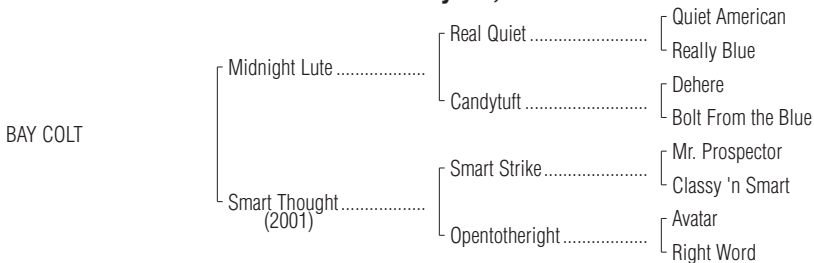 Quiet American
Real Quiet ..........................
Really Blue
Midnight Lute ...................
Dehere
Candytuft ..........................
Bolt From the Blue
BAY COLT
Mr. Prospector
Smart Strike ......................
Classy 'n Smart
Smart Thought ..................
(2001)
Avatar
Opentotheright ..................
Right Word